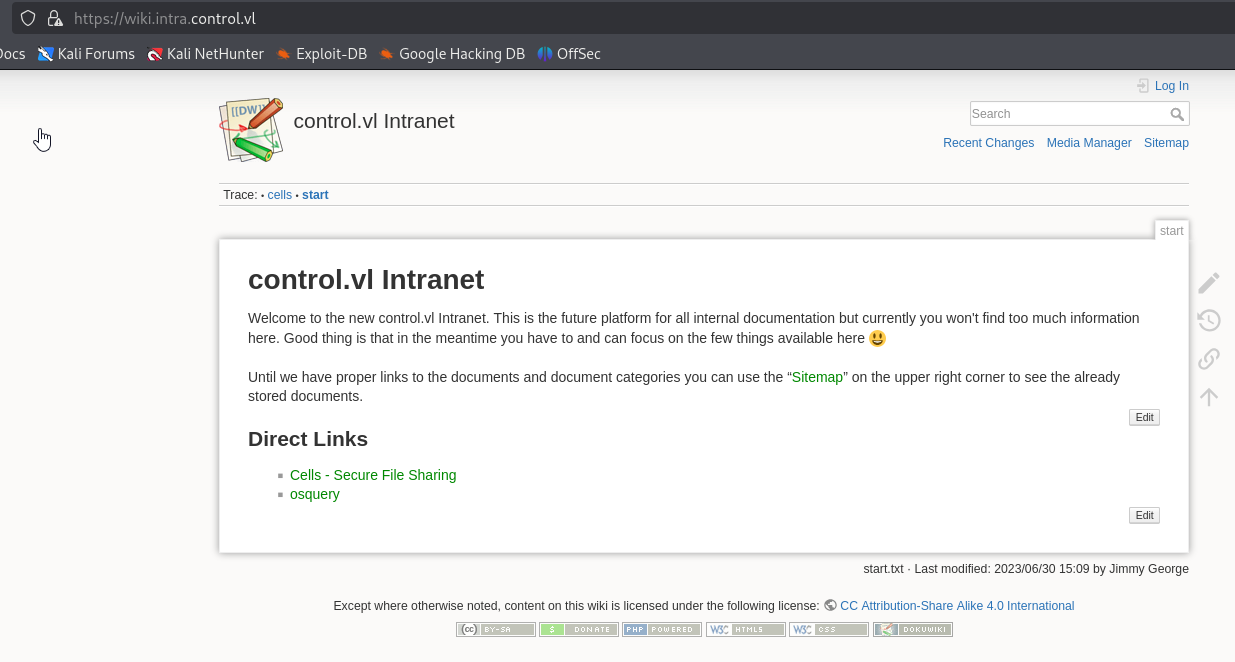 https://wiki.intra.control.vl
Docs Kali Forums Kali NetHunter Exploit-DB Google Hacking DB OffSec
Log In
[[DW]] control.vl Intranet
Search
Recent Changes Media Manager Sitemap
Trace: • cells • start
start
control.vl Intranet
Welcome to the new control.vl Intranet. This is the future platform for all internal documentation but currently you won't find too much information
here. Good thing is that in the meantime you have to and can focus on the few things available here 😃
Until we have proper links to the documents and document categories you can use the “Sitemap” on the upper right corner to see the already
stored documents.
Edit
Direct Links
Cells - Secure File Sharing
osquery
Edit
start.txt · Last modified: 2023/06/30 15:09 by Jimmy George
Except where otherwise noted, content on this wiki is licensed under the following license: CC Attribution-Share Alike 4.0 International
(cc) BY-SA $ DONATE PHP POWERED W3C HTML5 W3C CSS DOKUWIKI